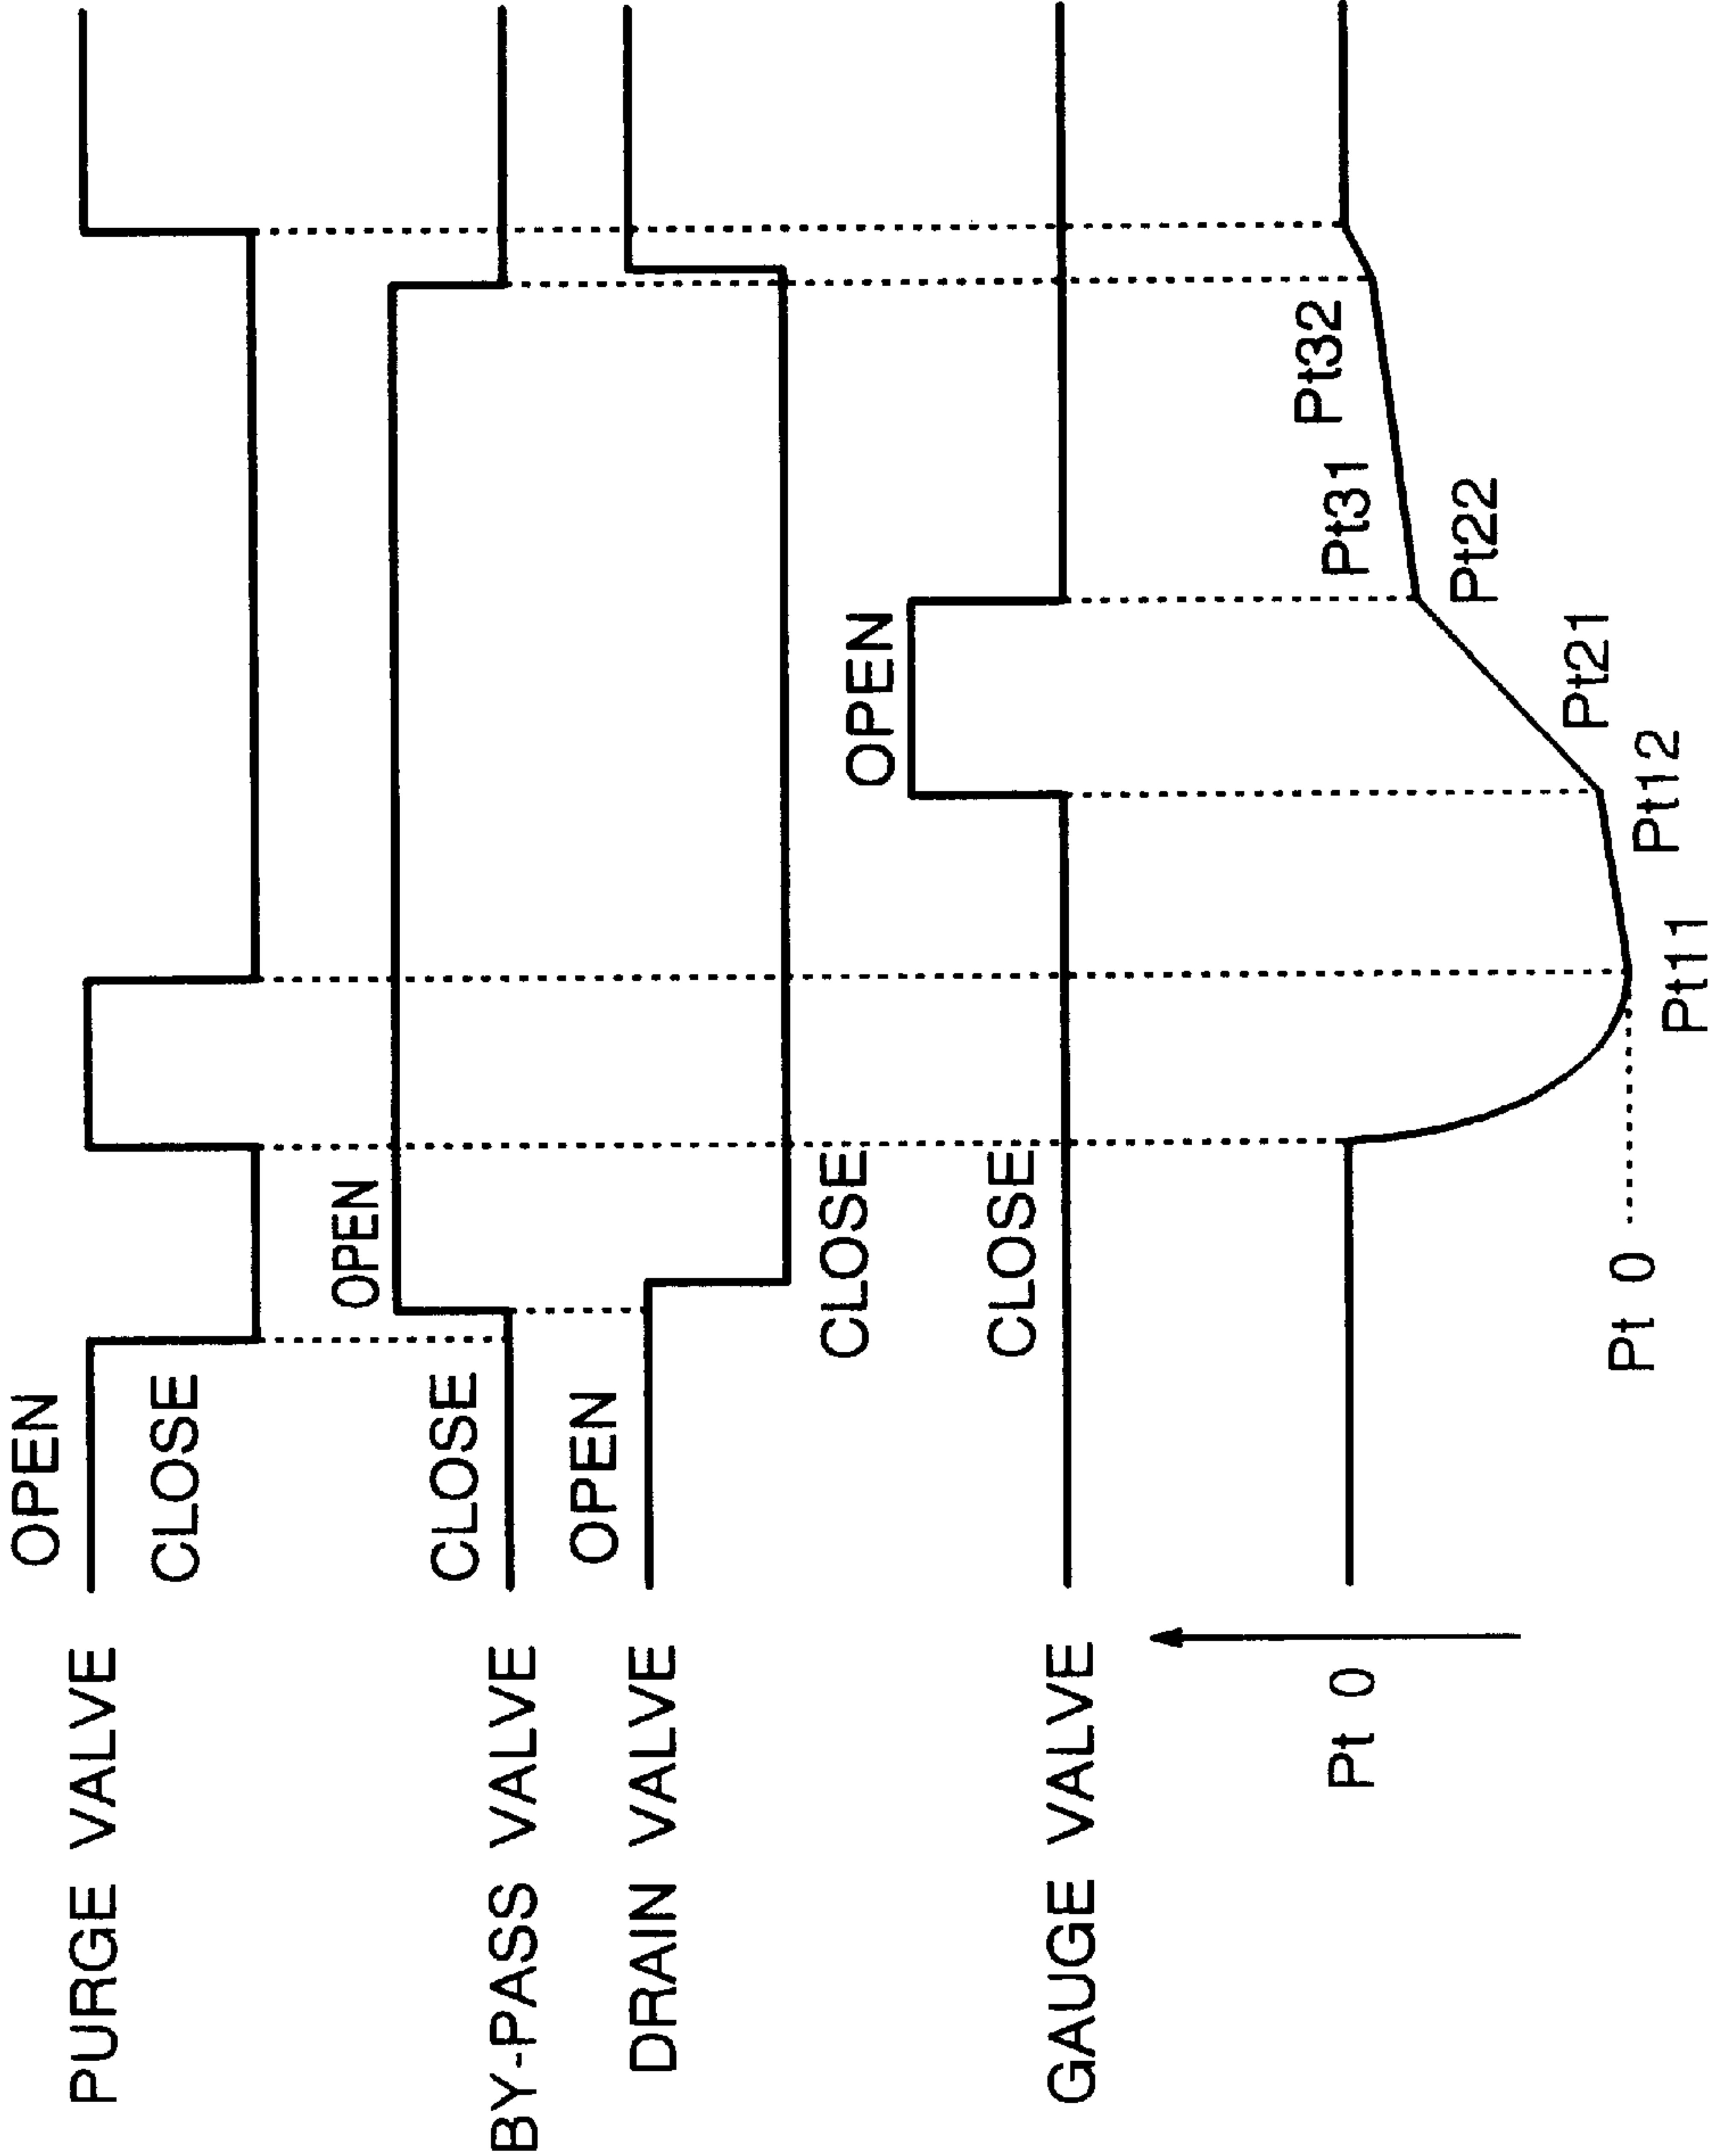 PURGE VALVE
OPEN
CLOSE
BY-PASS VALVE
CLOSE
OPEN
DRAIN VALVE
OPEN
CLOSE
GAUGE VALVE
CLOSE
OPEN
Pt 0
Pt 0
Pt11
Pt12
Pt21
Pt22
Pt31
Pt32